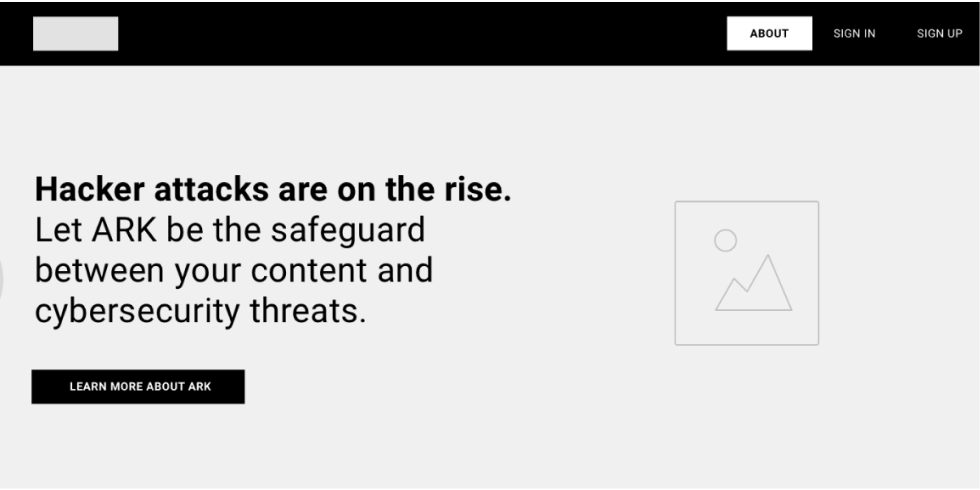 ABOUT
SIGN IN
SIGN UP
Hacker attacks are on the rise.
Let ARK be the safeguard
between your content and
cybersecurity threats.
LEARN MORE ABOUT ARK